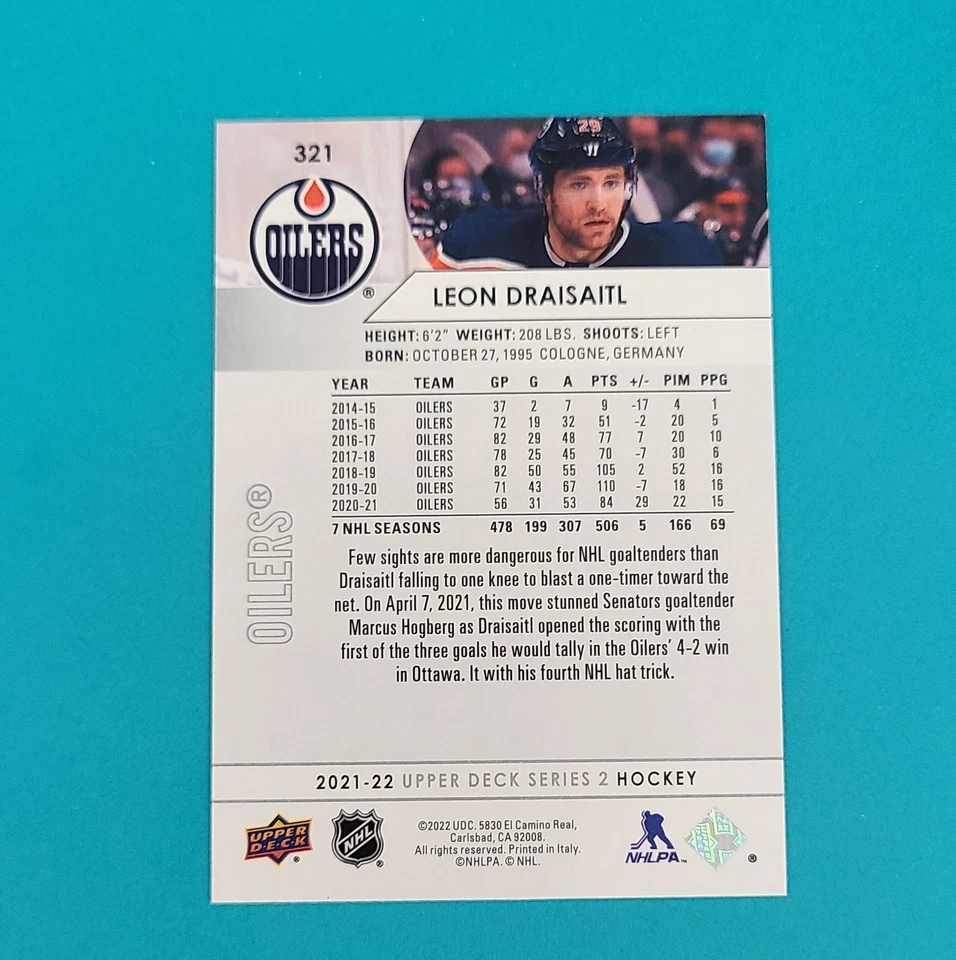 321
29
OILERS
®
LEON DRAISAITL
HEIGHT: 6'2" WEIGHT: 208 LBS. SHOOTS: LEFT
BORN: OCTOBER 27, 1995 COLOGNE, GERMANY
YEAR TEAM GP G A PTS +/- PIM PPG
2014-15 OILERS 37 2 7 9 -17 4 1
2015-16 OILERS 72 19 32 51 -2 20 5
2016-17 OILERS 82 29 48 77 7 20 10
2017-18 OILERS 78 25 45 70 -7 30 6
2018-19 OILERS 82 50 55 105 2 52 16
2019-20 OILERS 71 43 67 110 -7 18 16
2020-21 OILERS 56 31 53 84 29 22 15
7 NHL SEASONS 478 199 307 506 5 166 69
OILERS®
Few sights are more dangerous for NHL goaltenders than
Draisaitl falling to one knee to blast a one-timer toward the
net. On April 7, 2021, this move stunned Senators goaltender
Marcus Hogberg as Draisaitl opened the scoring with the
first of the three goals he would tally in the Oilers' 4-2 win
in Ottawa. It with his fourth NHL hat trick.
2021-22 UPPER DECK SERIES 2 HOCKEY
UPPER DECK ®
NHL ®
©2022 UDC. 5830 El Camino Real,
Carlsbad, CA 92008.
All rights reserved. Printed in Italy.
©NHLPA. © NHL.
NHLPA™
®